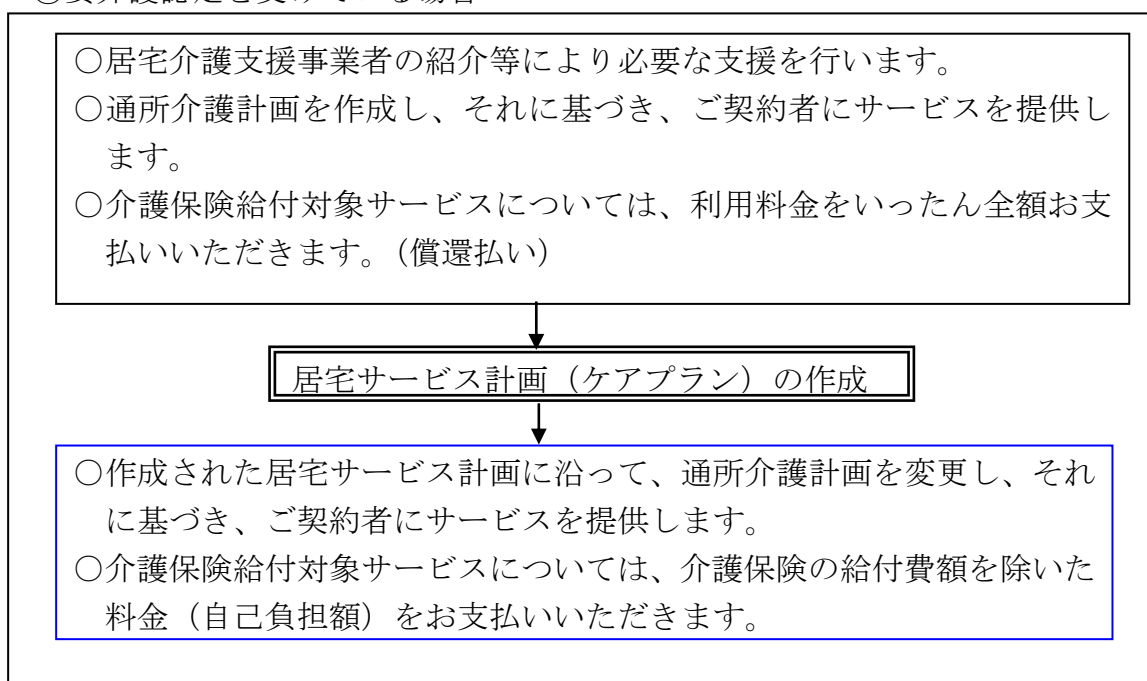 ○居宅介護支援事業者の紹介等により必要な支援を行います。
○通所介護計画を作成し、それに基づき、ご契約者にサービスを提供し
ます。
○介護保険給付対象サービスについては、利用料金をいったん全額お支
払いいただきます。（償還払い）
居宅サービス計画（ケアプラン）の作成
○作成された居宅サービス計画に沿って、通所介護計画を変更し、それ
に基づき、ご契約者にサービスを提供します。
○介護保険給付対象サービスについては、介護保険の給付費額を除いた
料金（自己負担額）をお支払いいただきます。